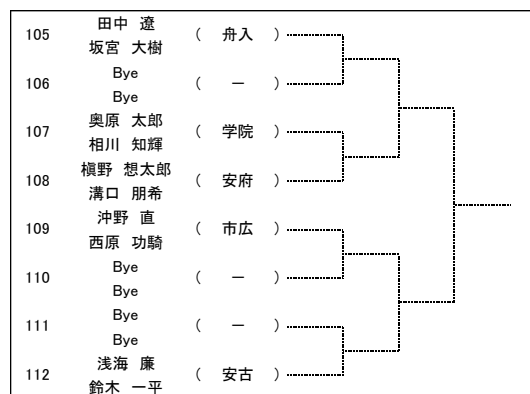 田中 遼
105 ( 舟入 )
坂宮 大樹
Bye
106 ( ー )
Bye
奥原 太郎
107 ( 学院 )
相川 知輝
槇野 想太郎
108 ( 安府 )
溝口 朋希
沖野 直
109 ( 市広 )
西原 功騎
Bye
110 ( ー )
Bye
Bye
111 ( ー )
Bye
浅海 廉
112 ( 安古 )
鈴木 一平